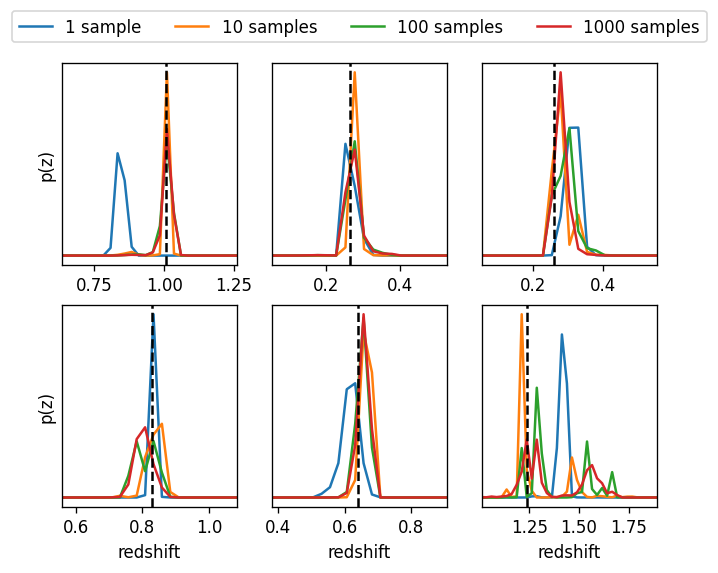 1 sample 10 samples 100 samples 1000 samples
p(z)
0.75 1.00 1.25 0.2 0.4 0.2 0.4
p(z)
0.6 0.8 1.0 0.4 0.6 0.8 1.25 1.50 1.75
redshift redshift redshift